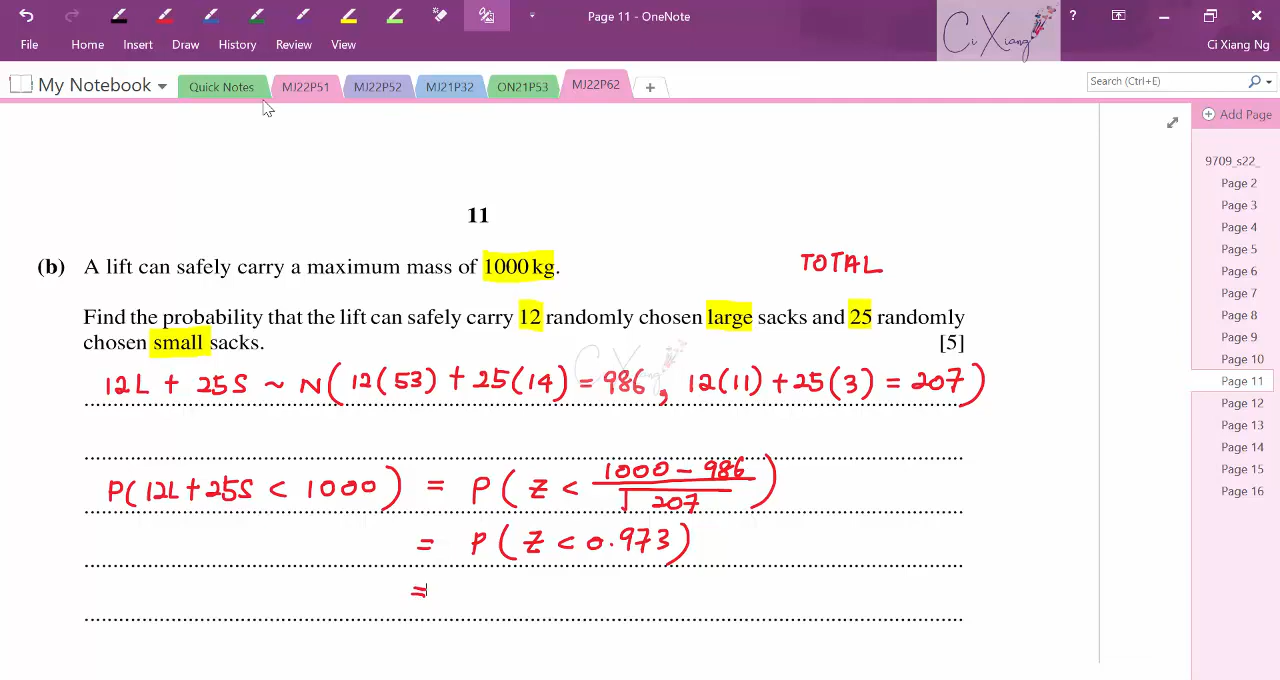 Page 11 - OneNote
Ci Xiang
?
File Home Insert Draw History Review View
Ci Xiang Ng
My Notebook
Quick Notes
MJ22P51
MJ22P52
MJ21P32
ON21P53
MJ22P62
+
Search (Ctrl+E)
Add Page
9709_s22_
Page 2
Page 3
Page 4
Page 5
Page 6
Page 7
Page 8
Page 9
Page 10
Page 11
Page 12
Page 13
Page 14
Page 15
Page 16
11
(b) A lift can safely carry a maximum mass of 1000 kg.
TOTAL
Find the probability that the lift can safely carry 12 randomly chosen large sacks and 25 randomly
chosen small sacks. [5]
Ci Xiang
12L + 25S ~ N( 12(53) + 25(14) = 986 , 12(11) + 25(3) = 207 )
P(12L+25S < 1000) = P( Z < (1000 - 986)/√207 )
= P( Z < 0.973 )
=